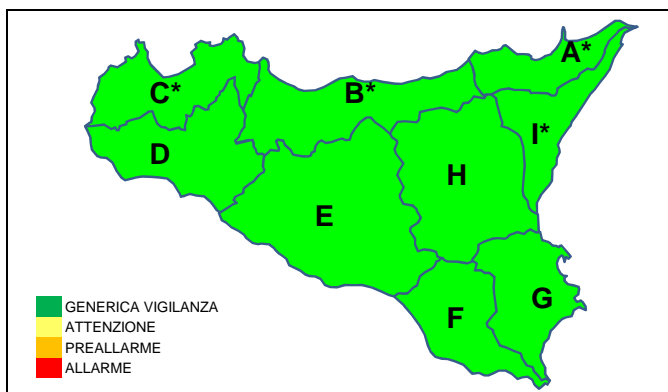 A*
C*
B*
I*
D
H
E
G
F
GENERICA VIGILANZA
ATTENZIONE
PREALLARME
ALLARME